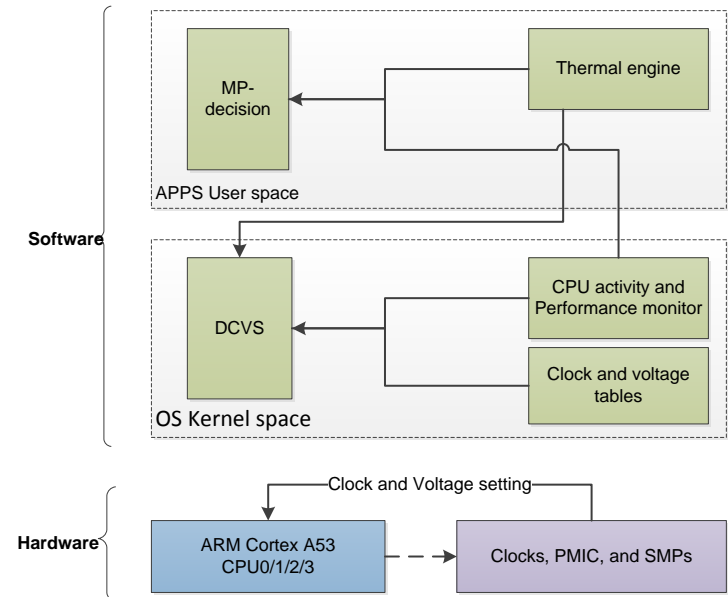 MP-
decision
Thermal engine
APPS User space
Software
DCVS
CPU activity and
Performance monitor
Clock and voltage
tables
OS Kernel space
Clock and Voltage setting
Hardware
ARM Cortex A53
CPU0/1/2/3
Clocks, PMIC, and SMPs